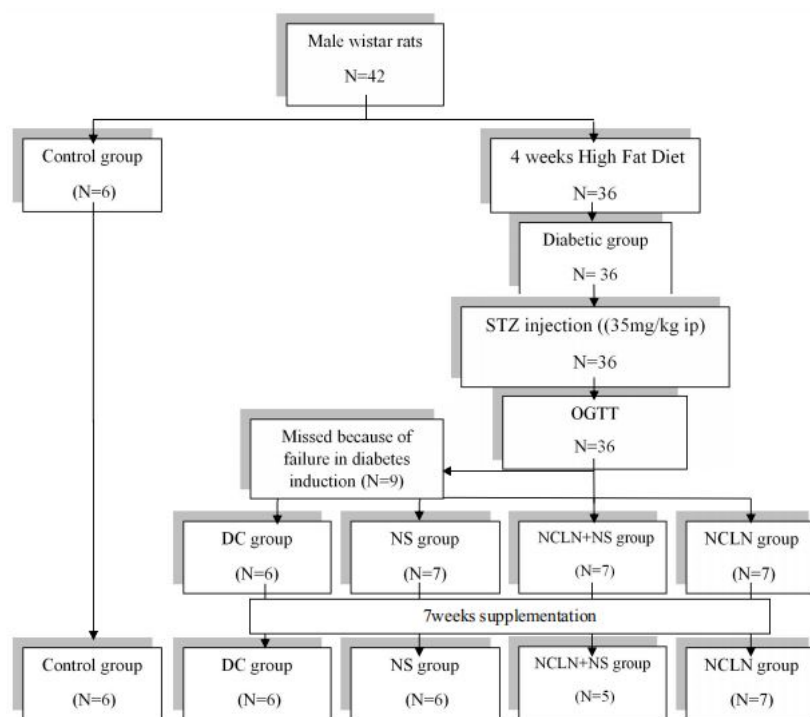 Male wistar rats
N=42
Control group
(N=6)
4 weeks High Fat Diet
N=36
Diabetic group
N= 36
STZ injection ((35mg/kg ip)
N=36
OGTT
N=36
Missed because of
failure in diabetes
induction (N=9)
DC group
(N=6)
NS group
(N=7)
NCLN+NS group
(N=7)
NCLN group
(N=7)
7weeks supplementation
Control group
(N=6)
DC group
(N=6)
NS group
(N=6)
NCLN+NS group
(N=5)
NCLN group
(N=7)